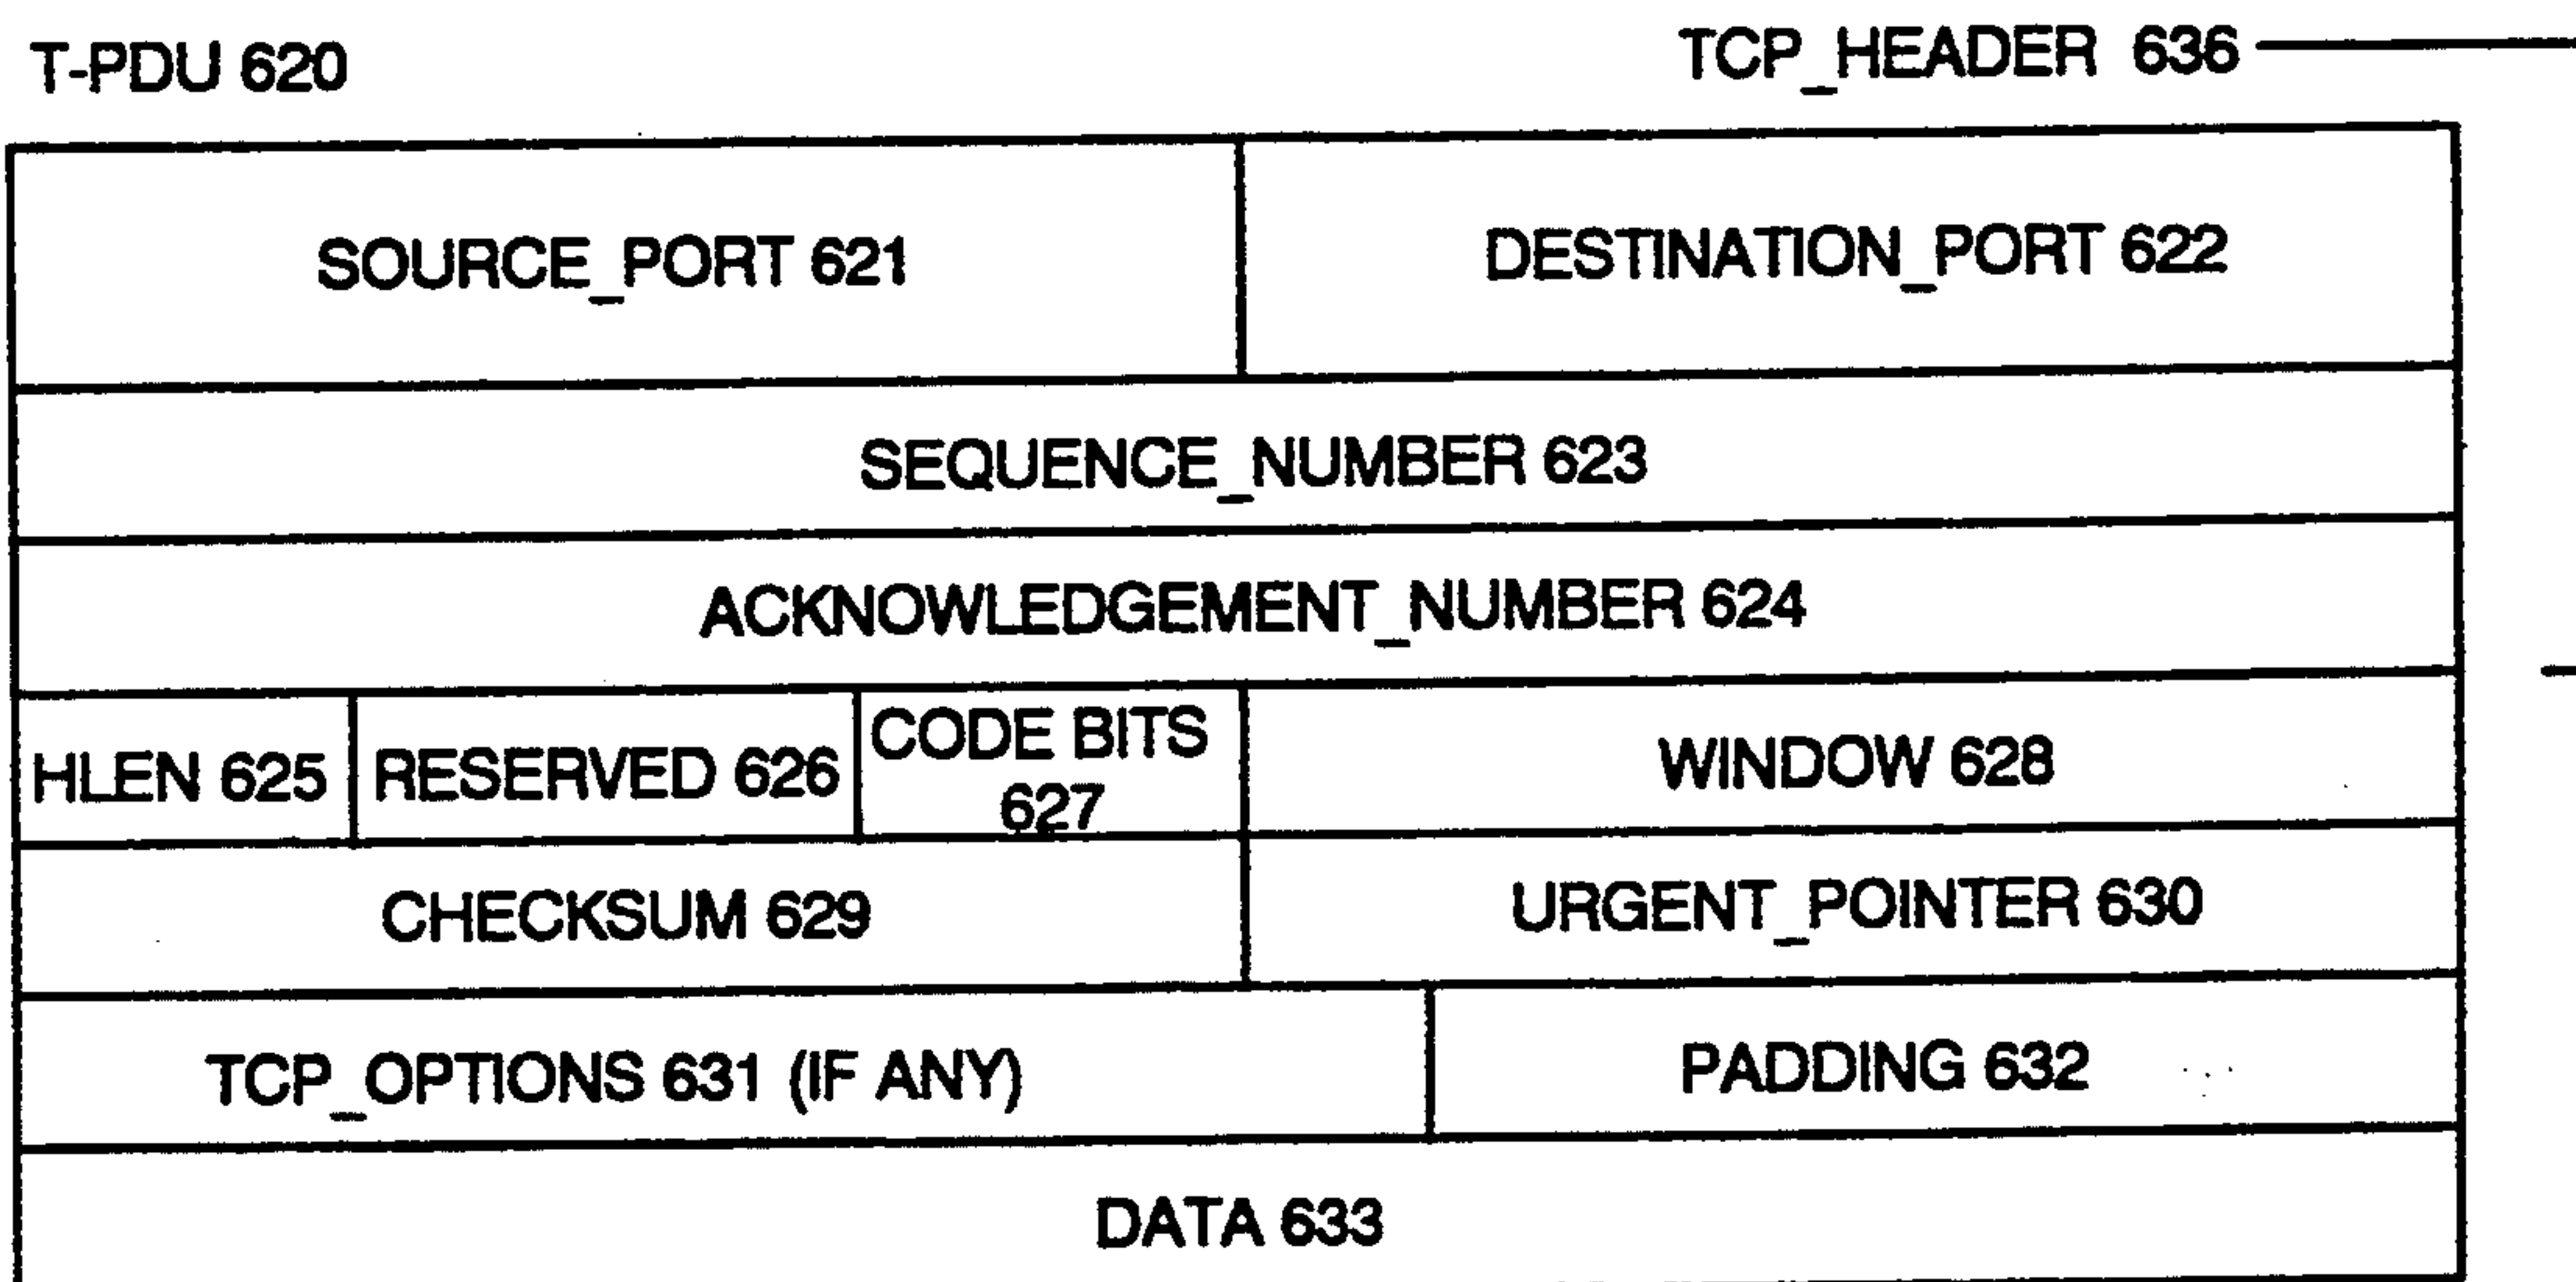 T-PDU 620
TCP_HEADER 636
SOURCE_PORT 621
DESTINATION_PORT 622
SEQUENCE_NUMBER 623
ACKNOWLEDGEMENT_NUMBER 624
HLEN 625
RESERVED 626
CODE BITS
627
WINDOW 628
CHECKSUM 629
URGENT_POINTER 630
TCP_OPTIONS 631 (IF ANY)
PADDING 632
DATA 633